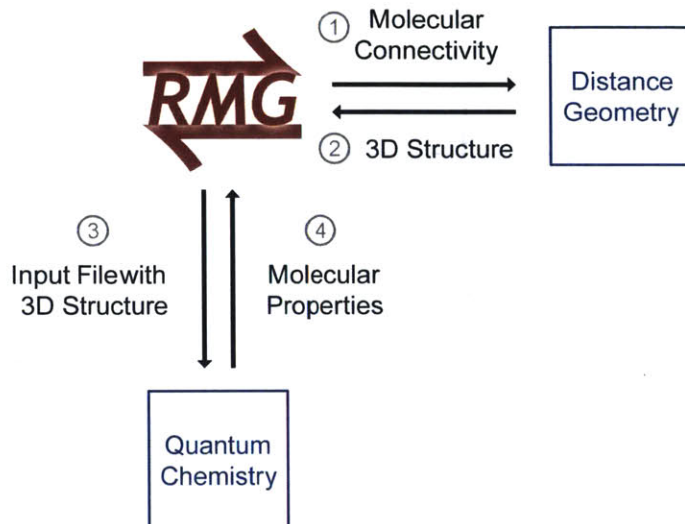 1 Molecular
Connectivity
RMG
Distance
Geometry
2 3D Structure
3
Input Filewith
3D Structure
4
Molecular
Properties
Quantum
Chemistry